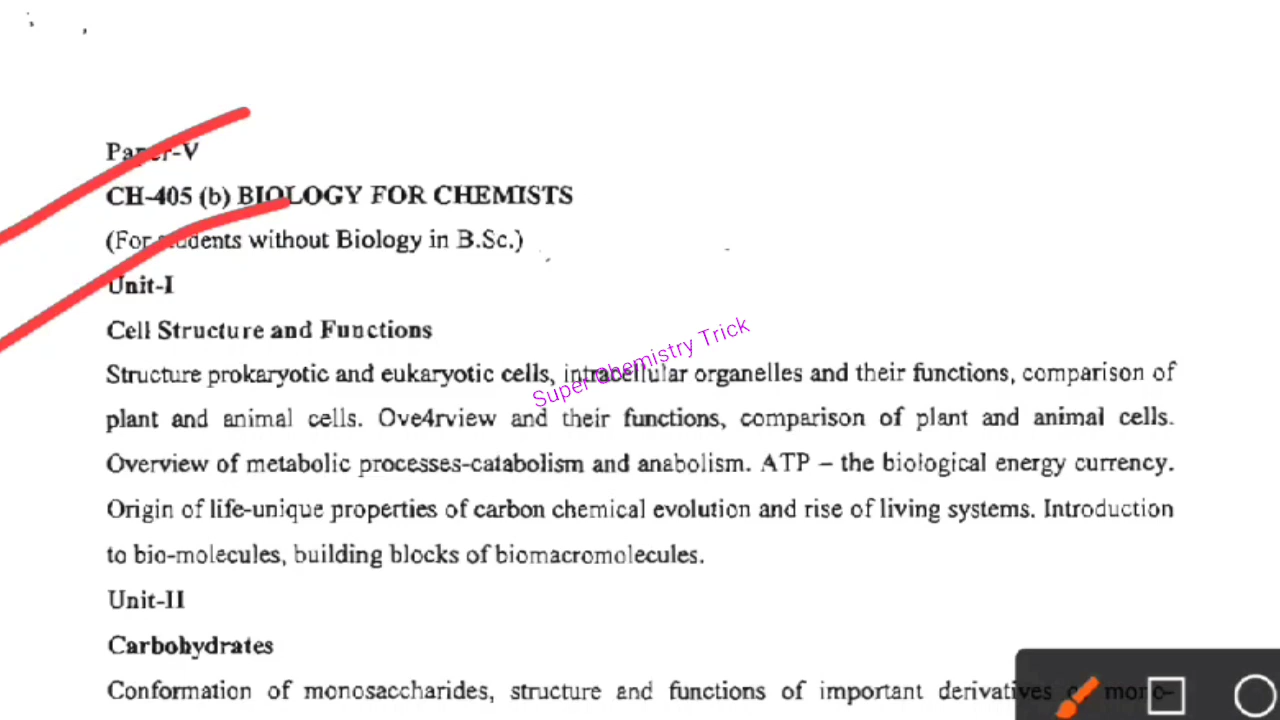 Paper-V
CH-405 (b) BIOLOGY FOR CHEMISTS
(For students without Biology in B.Sc.)
Unit-I
Cell Structure and Functions
Structure prokaryotic and eukaryotic cells, intracellular organelles and their functions, comparison of
plant and animal cells. Ove4rview and their functions, comparison of plant and animal cells.
Overview of metabolic processes-catabolism and anabolism. ATP – the biological energy currency.
Origin of life-unique properties of carbon chemical evolution and rise of living systems. Introduction
to bio-molecules, building blocks of biomacromolecules.
Unit-II
Carbohydrates
Conformation of monosaccharides, structure and functions of important derivatives of mono-
Super Chemistry Trick